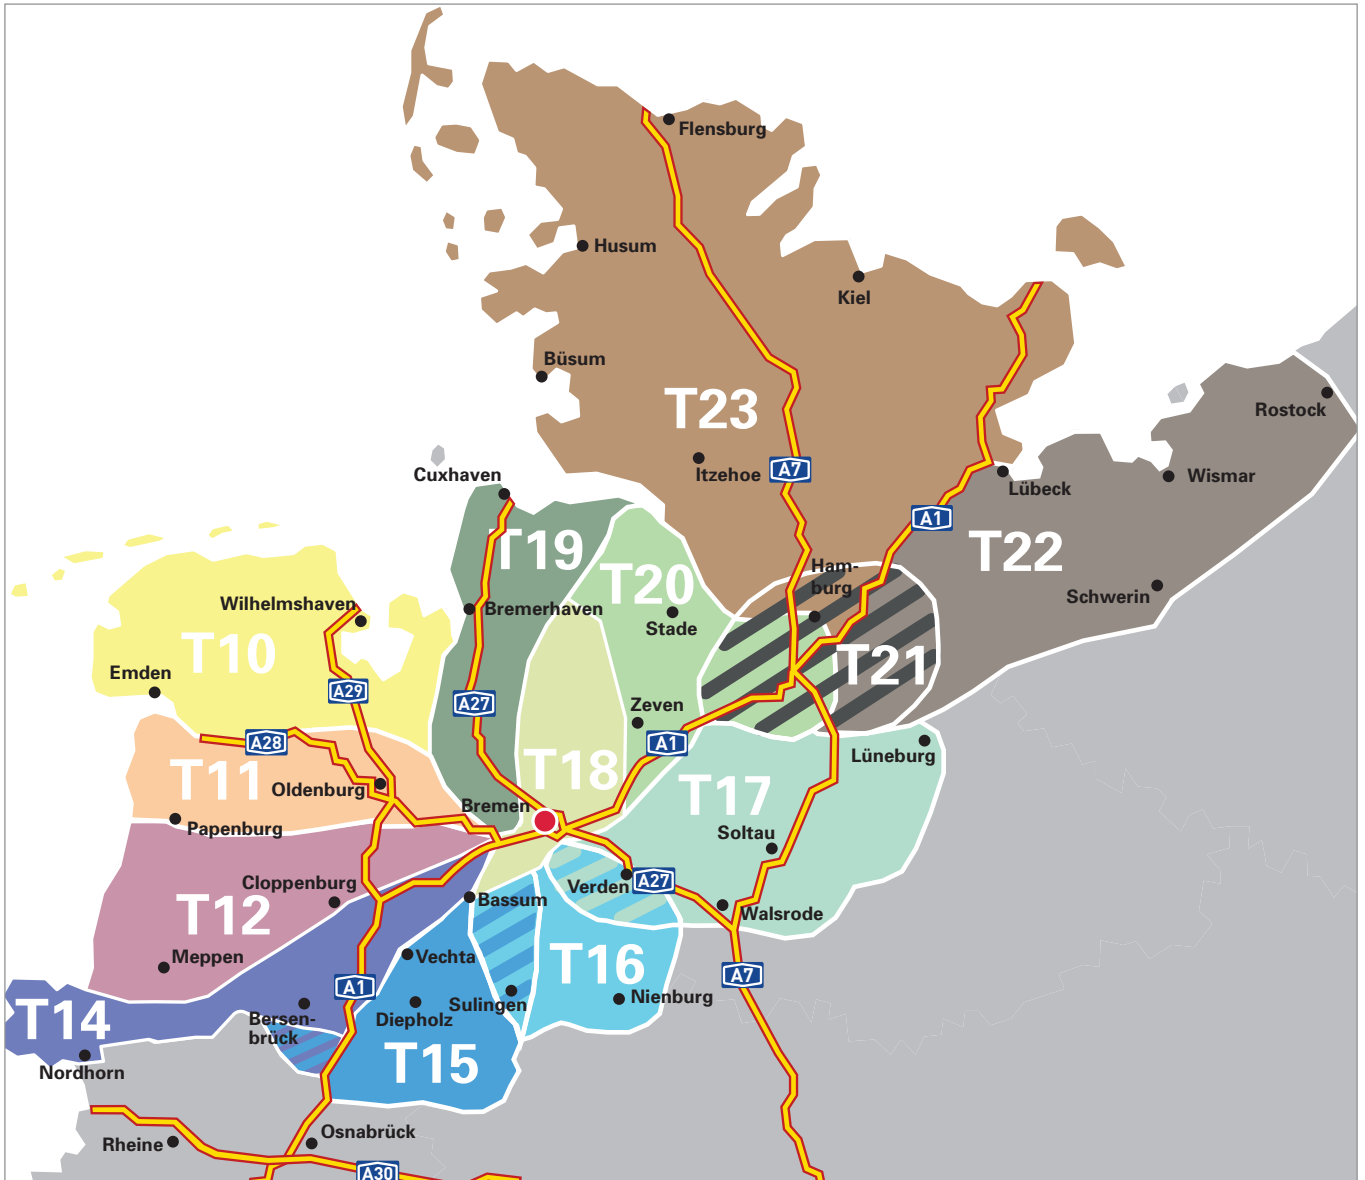 Flensburg
Husum
Kiel
Büsum
T23
Rostock
Itzehoe
A7
Cuxhaven
Wismar
Lübeck
A1
T19
T22
Ham-
burg
T20
Schwerin
Wilhelmshaven
Bremerhaven
Stade
T10
T21
Emden
A29
A27
Zeven
A28
A1
Lüneburg
T11
T18
Oldenburg
T17
Bremen
Papenburg
Soltau
Cloppenburg
Verden
A27
Bassum
T12
Walsrode
Meppen
Vechta
T16
A1
A7
Nienburg
Sulingen
T14
Bersen-
brück
Diepholz
T15
Nordhorn
Osnabrück
Rheine
A30